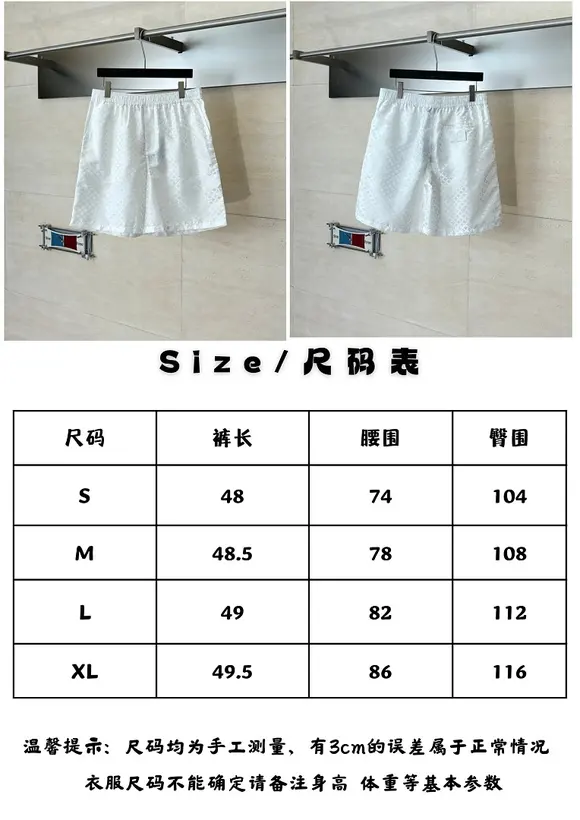 Size/尺码表
尺码 裤长 腰围 臀围
S 48 74 104
M 48.5 78 108
L 49 82 112
XL 49.5 86 116
温馨提示：尺码均为手工测量、有3cm的误差属于正常情况
衣服尺码不能确定请备注身高 体重等基本参数